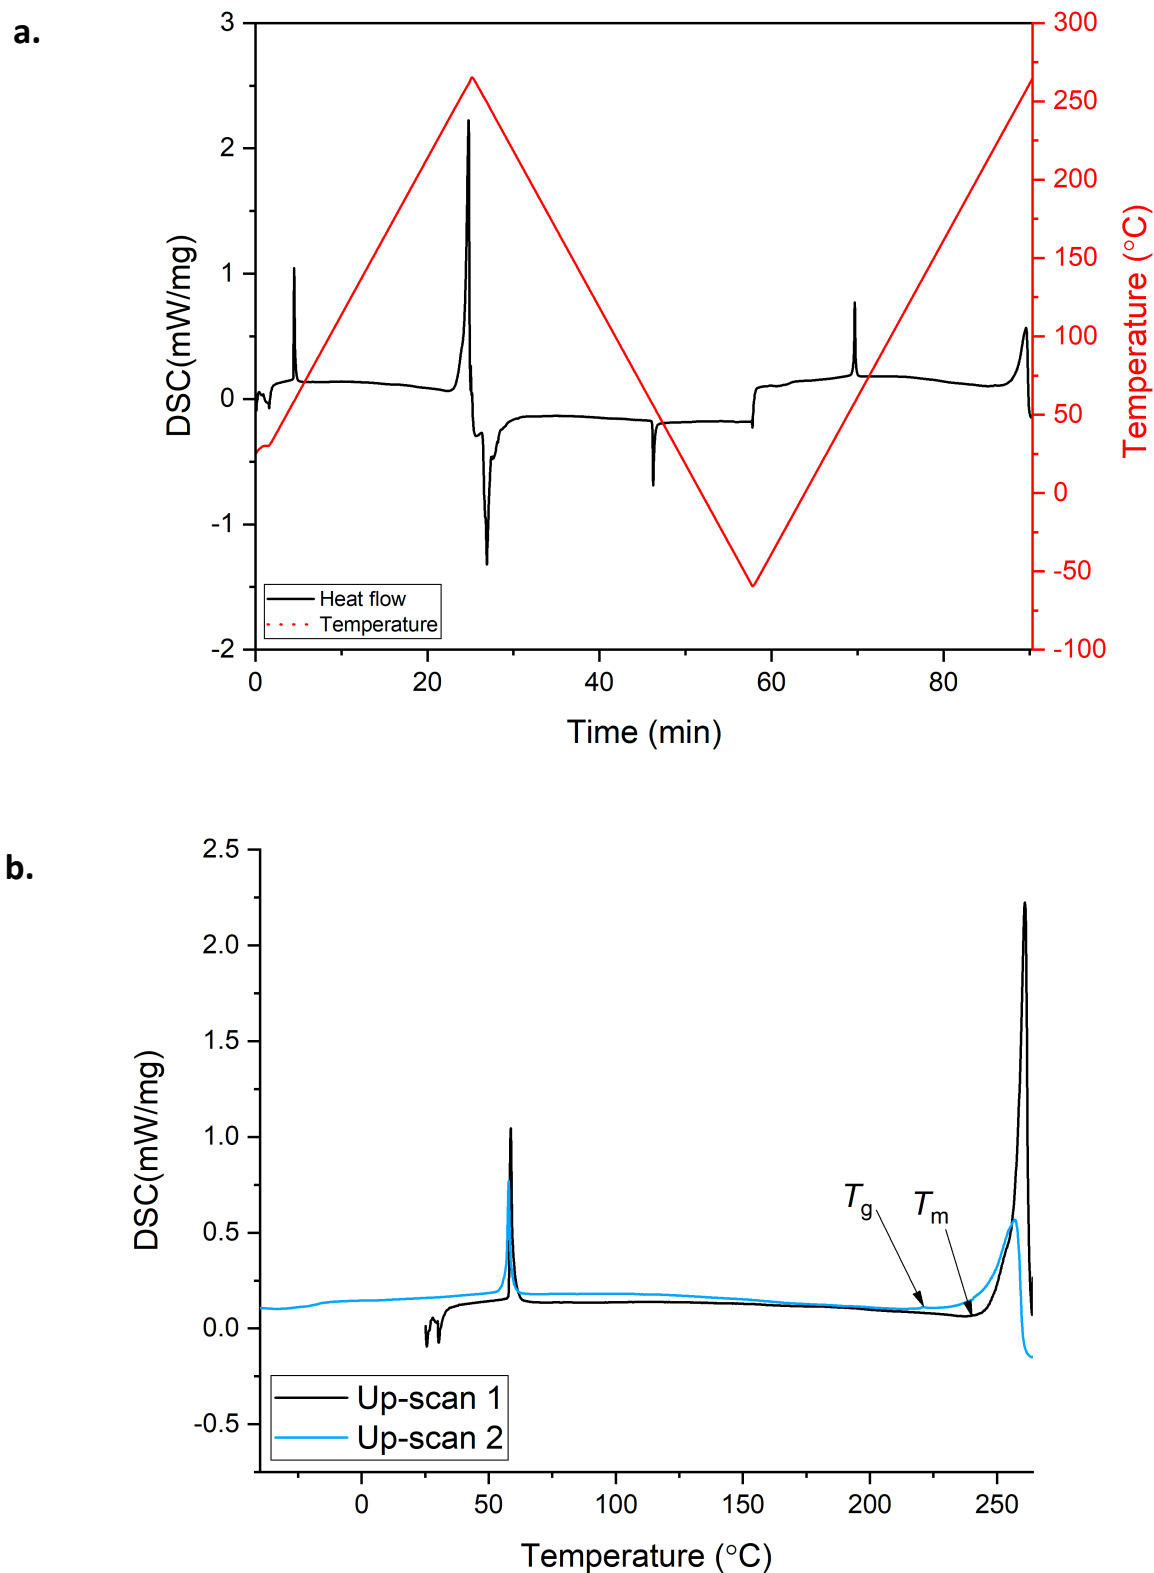 a.
3
2
1
0
-1
-2
DSC(mW/mg)
300
250
200
150
100
50
0
-50
-100
Temperature (°C)
Heat flow
Temperature
0 20 40 60 80
Time (min)
b.
2.5
2.0
1.5
1.0
0.5
0.0
-0.5
DSC(mW/mg)
Tg Tm
Up-scan 1
Up-scan 2
0 50 100 150 200 250
Temperature (°C)